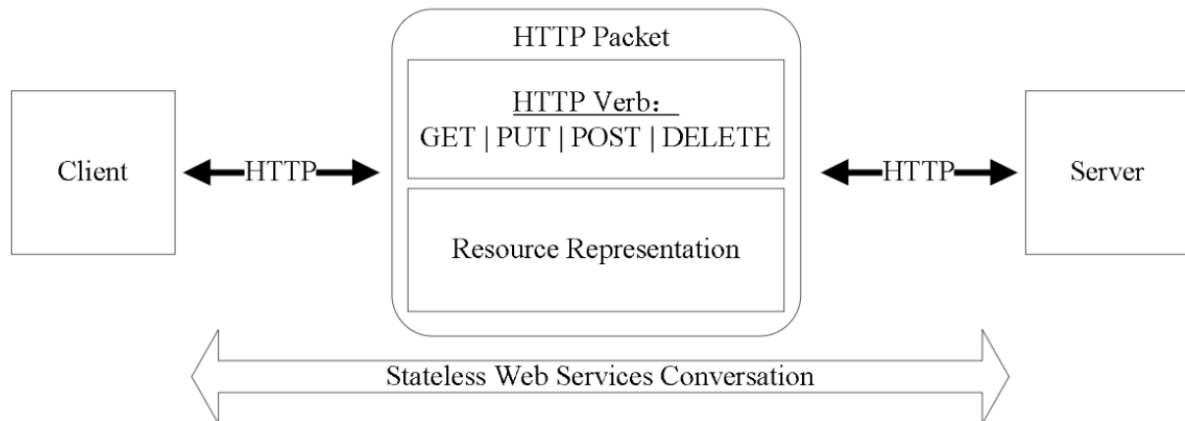 HTTP Packet
HTTP Verb：
GET | PUT | POST | DELETE
Client
HTTP
HTTP
Server
Resource Representation
Stateless Web Services Conversation